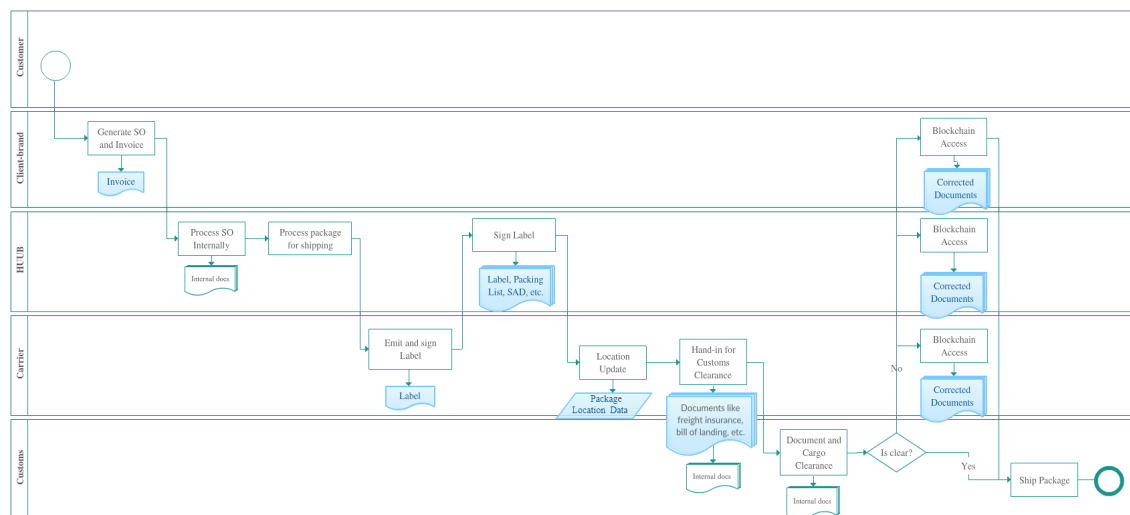 Customer
Client-brand
Generate SO
and Invoice
Invoice
Blockchain
Access
Corrected
Documents
HUUB
Process SO
Internally
Internal docs
Process package
for shipping
Sign Label
Label, Packing
List, SAD, etc.
Blockchain
Access
Corrected
Documents
Carrier
Emit and sign
Label
Label
Location
Update
Package
Location Data
Hand-in for
Customs
Clearance
Documents like
freight insurance,
bill of landing, etc.
Blockchain
Access
Corrected
Documents
No
Customs
Internal docs
Document and
Cargo
Clearance
Internal docs
Is clear?
Yes
Ship Package